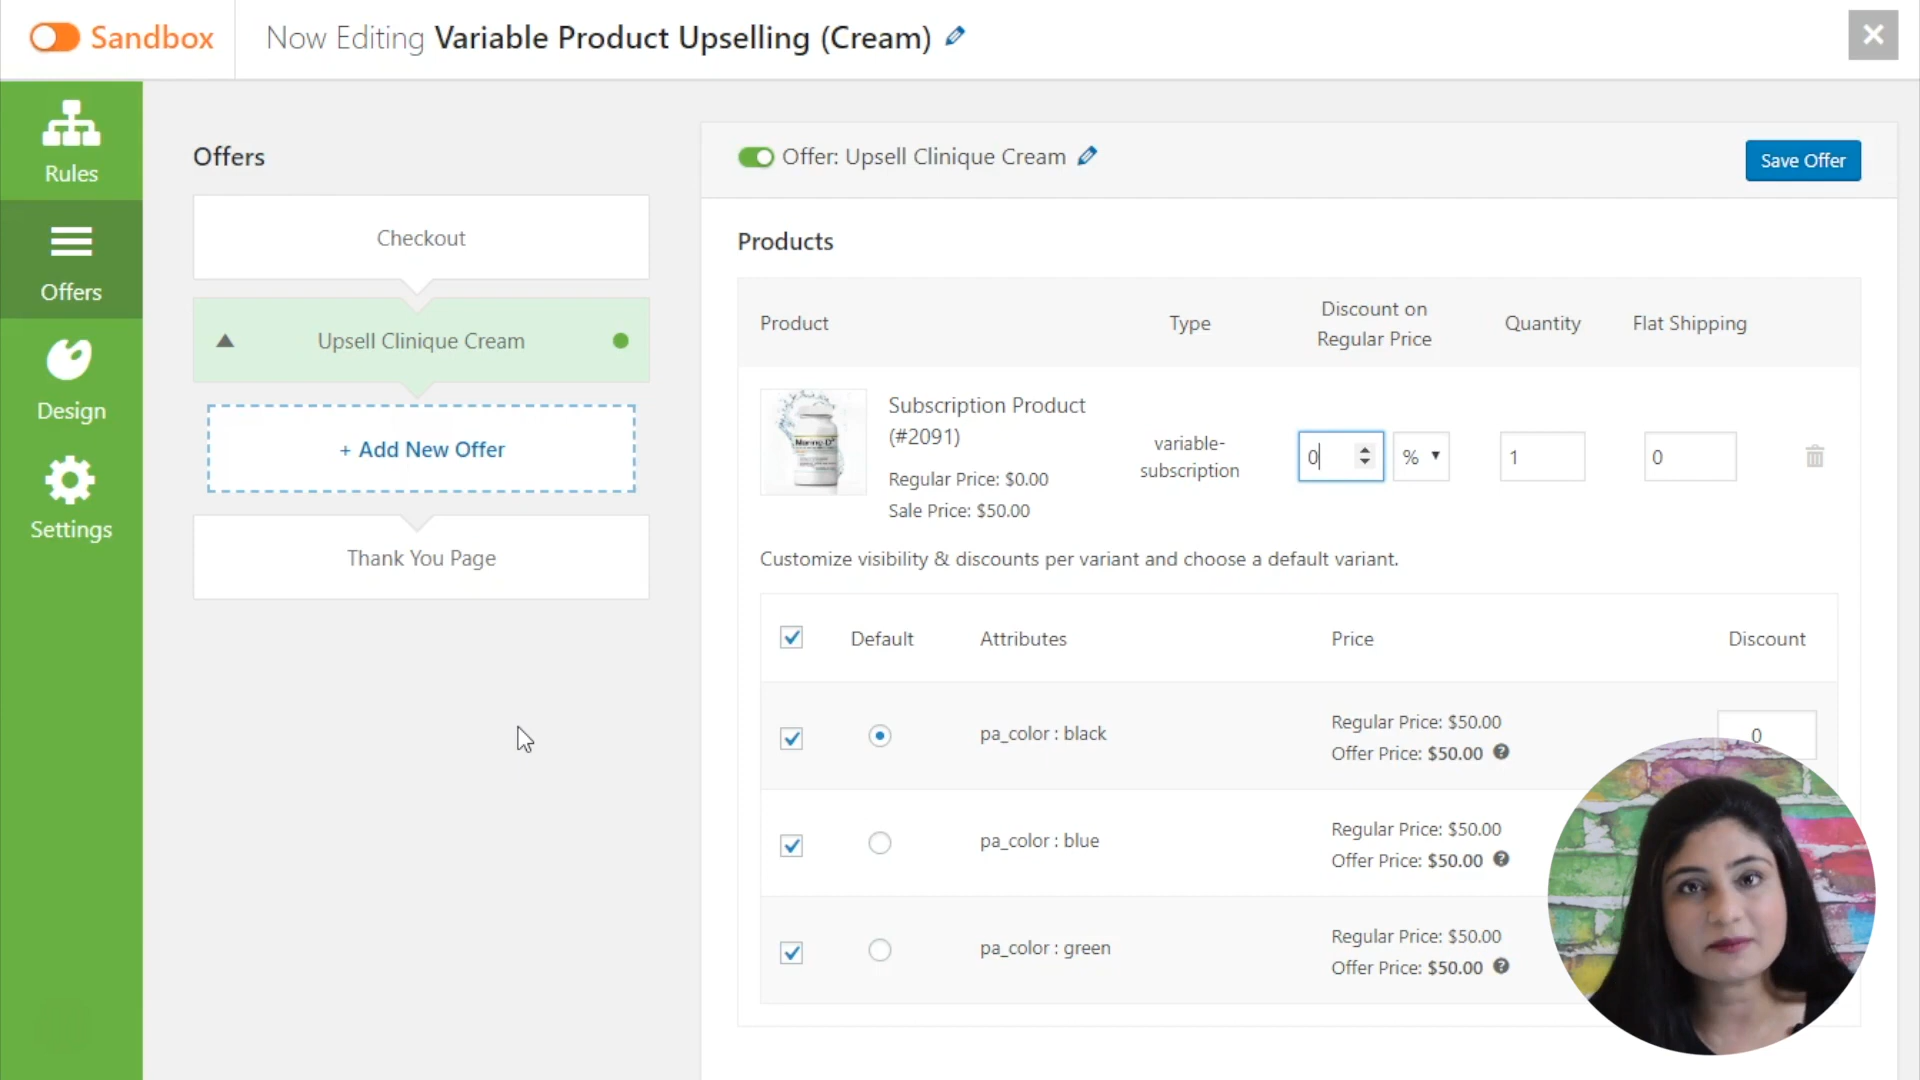 Sandbox
Now Editing Variable Product Upselling (Cream)
Rules
Offers
Design
Settings
Offers
Checkout
Upsell Clinique Cream
+ Add New Offer
Thank You Page
Offer: Upsell Clinique Cream
Save Offer
Products
Product
Type
Discount on
Regular Price
Quantity
Flat Shipping
Marine-D
Subscription Product
(#2091)
Regular Price: $0.00
Sale Price: $50.00
variable-
subscription
0
%
1
0
Customize visibility & discounts per variant and choose a default variant.
Default
Attributes
Price
Discount
pa_color : black
Regular Price: $50.00
Offer Price: $50.00
0
pa_color : blue
Regular Price: $50.00
Offer Price: $50.00
pa_color : green
Regular Price: $50.00
Offer Price: $50.00